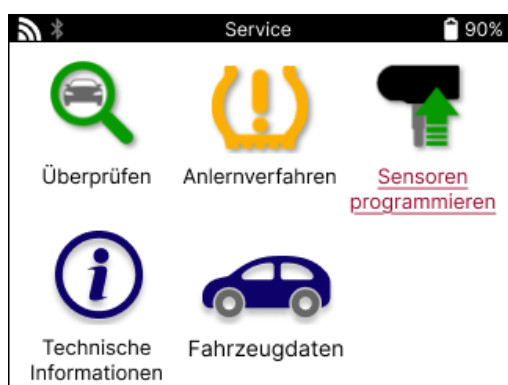 Service
90%
Überprüfen
Anlernverfahren
Sensoren
programmieren
Technische
Informationen
Fahrzeugdaten